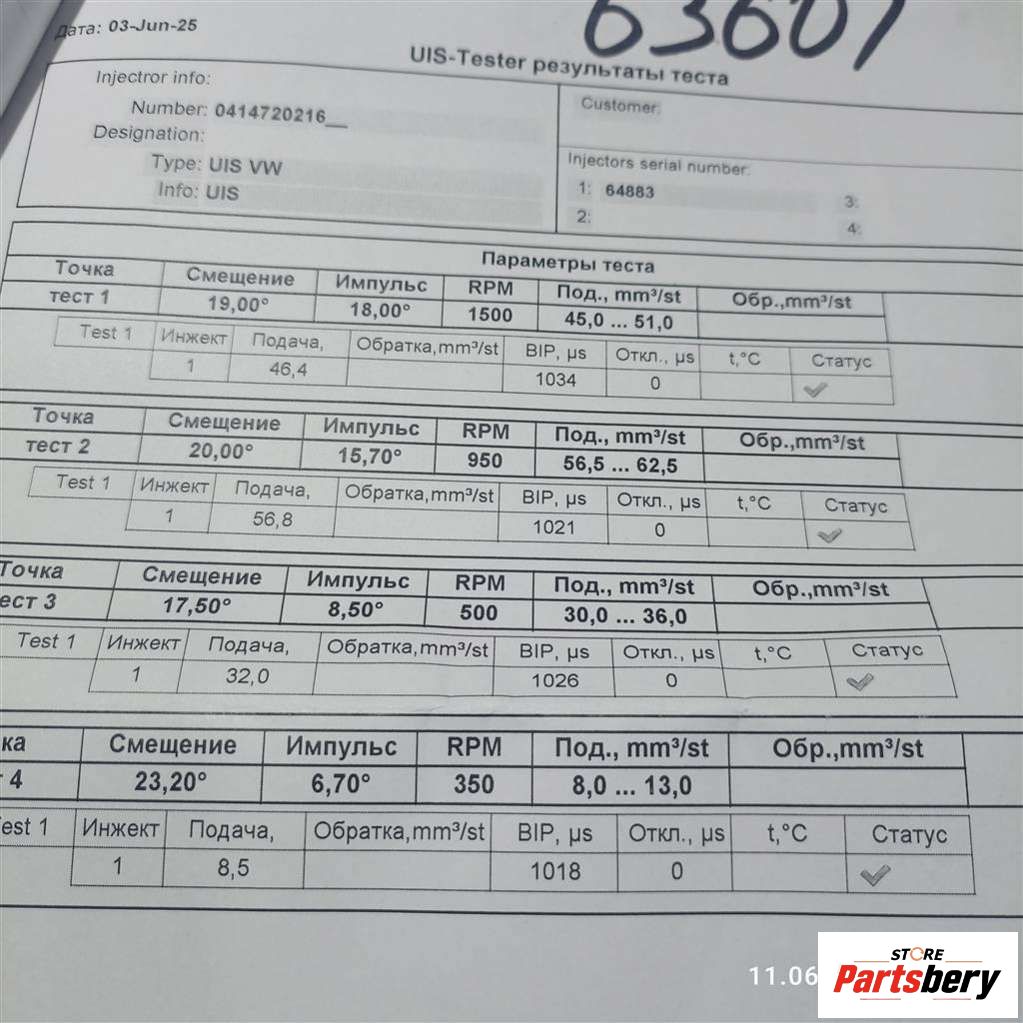 63607
Дата: 03-Jun-25
UIS-Tester результаты теста
Injectror info:
Number: 0414720216__
Designation:
Type: UIS VW
Info: UIS
Customer:
Injectors serial number:
1: 64883
3:
2:
4:
Параметры теста
Точка Смещение Импульс RPM Под., mm³/st Обр.,mm³/st
тест 1 19,00° 18,00° 1500 45,0 ... 51,0
Test 1 Инжект Подача, Обратка,mm³/st BIP, µs Откл., µs t,°C Статус
1 46,4 1034 0 ✓
Точка Смещение Импульс RPM Под., mm³/st Обр.,mm³/st
тест 2 20,00° 15,70° 950 56,5 ... 62,5
Test 1 Инжект Подача, Обратка,mm³/st BIP, µs Откл., µs t,°C Статус
1 56,8 1021 0 ✓
Точка Смещение Импульс RPM Под., mm³/st Обр.,mm³/st
ест 3 17,50° 8,50° 500 30,0 ... 36,0
Test 1 Инжект Подача, Обратка,mm³/st BIP, µs Откл., µs t,°C Статус
1 32,0 1026 0 ✓
ка Смещение Импульс RPM Под., mm³/st Обр.,mm³/st
т 4 23,20° 6,70° 350 8,0 ... 13,0
est 1 Инжект Подача, Обратка,mm³/st BIP, µs Откл., µs t,°C Статус
1 8,5 1018 0 ✓
11.06
STORE
Partsbery